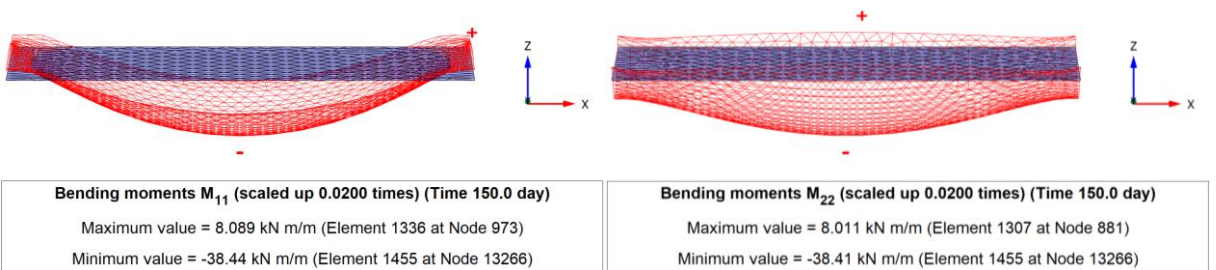 +
Z
X
-
+
Z
X
-
Bending moments M11 (scaled up 0.0200 times) (Time 150.0 day)
Maximum value = 8.089 kN m/m (Element 1336 at Node 973)
Minimum value = -38.44 kN m/m (Element 1455 at Node 13266)
Bending moments M22 (scaled up 0.0200 times) (Time 150.0 day)
Maximum value = 8.011 kN m/m (Element 1307 at Node 881)
Minimum value = -38.41 kN m/m (Element 1455 at Node 13266)